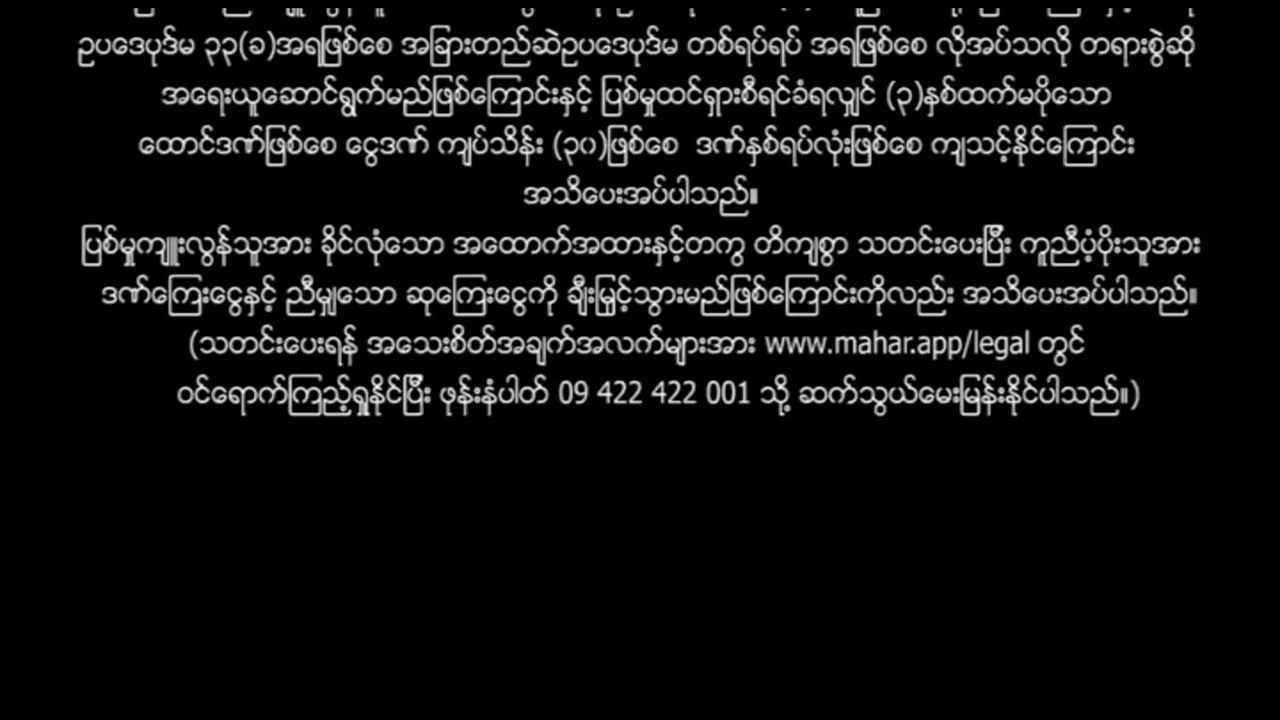 ဥပဒေပုဒ်မ ၃၃(ခ)အရဖြစ်စေ အခြားတည်ဆဲဥပဒေပုဒ်မ တစ်ရပ်ရပ် အရဖြစ်စေ လိုအပ်သလို တရားစွဲဆို
အရေးယူဆောင်ရွက်မည်ဖြစ်ကြောင်းနှင့် ပြစ်မှုထင်ရှားစီရင်ခံရလျှင် (၃)နှစ်ထက်မပိုသော
ထောင်ဒဏ်ဖြစ်စေ ငွေဒဏ် ကျပ်သိန်း (၃၀)ဖြစ်စေ ဒဏ်နှစ်ရပ်လုံးဖြစ်စေ ကျသင့်နိုင်ကြောင်း
အသိပေးအပ်ပါသည်။
ပြစ်မှုကျူးလွန်သူအား ခိုင်လုံသော အထောက်အထားနှင့်တကွ တိကျစွာ သတင်းပေးပြီး ကူညီပံ့ပိုးသူအား
ဒဏ်ကြေးငွေနှင့် ညီမျှသော ဆုကြေးငွေကို ချီးမြှင့်သွားမည်ဖြစ်ကြောင်းကိုလည်း အသိပေးအပ်ပါသည်။
(သတင်းပေးရန် အသေးစိတ်အချက်အလက်များအား www.mahar.app/legal တွင်
ဝင်ရောက်ကြည့်ရှုနိုင်ပြီး ဖုန်းနံပါတ် 09 422 422 001 သို့ ဆက်သွယ်မေးမြန်းနိုင်ပါသည်။)